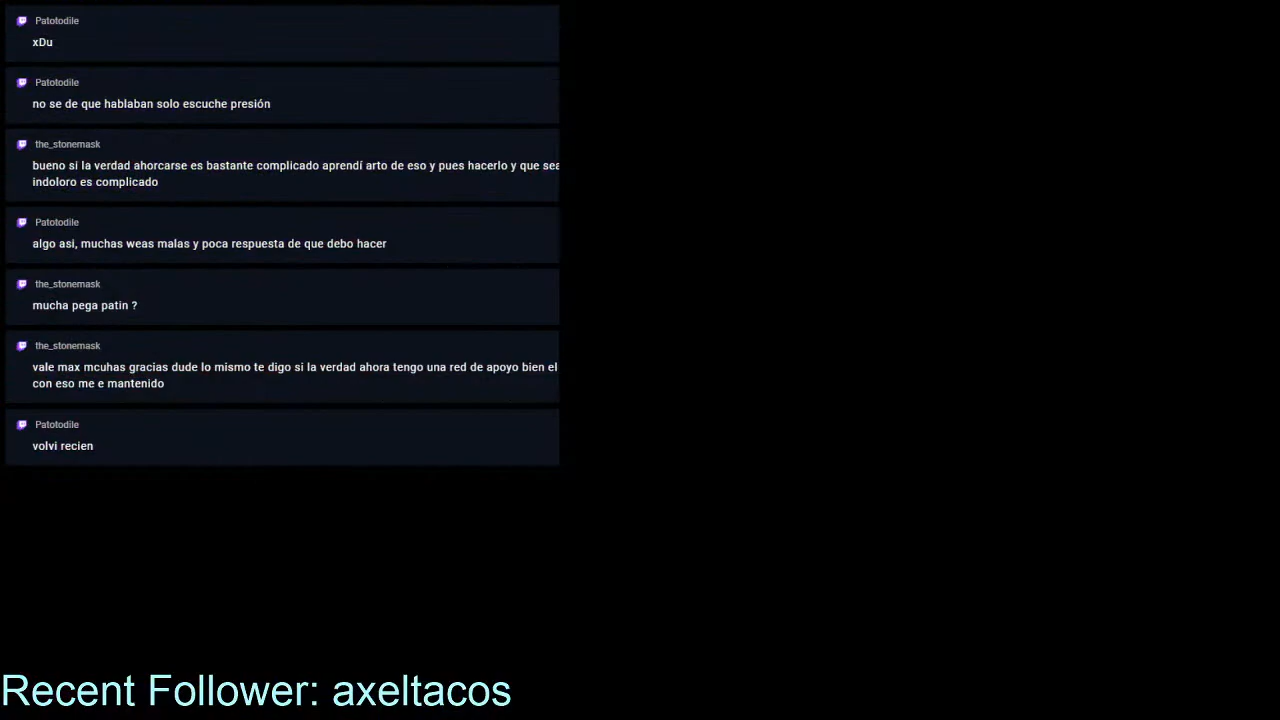 Patotodile
xDu
Patotodile
no se de que hablaban solo escuche presión
the_stonemask
bueno si la verdad ahorcarse es bastante complicado aprendí arto de eso y pues hacerlo y que sea
indoloro es complicado
Patotodile
algo asi, muchas weas malas y poca respuesta de que debo hacer
the_stonemask
mucha pega patin ?
the_stonemask
vale max mcuhas gracias dude lo mismo te digo si la verdad ahora tengo una red de apoyo bien el
con eso me e mantenido
Patotodile
volvi recien
Recent Follower: axeltacos